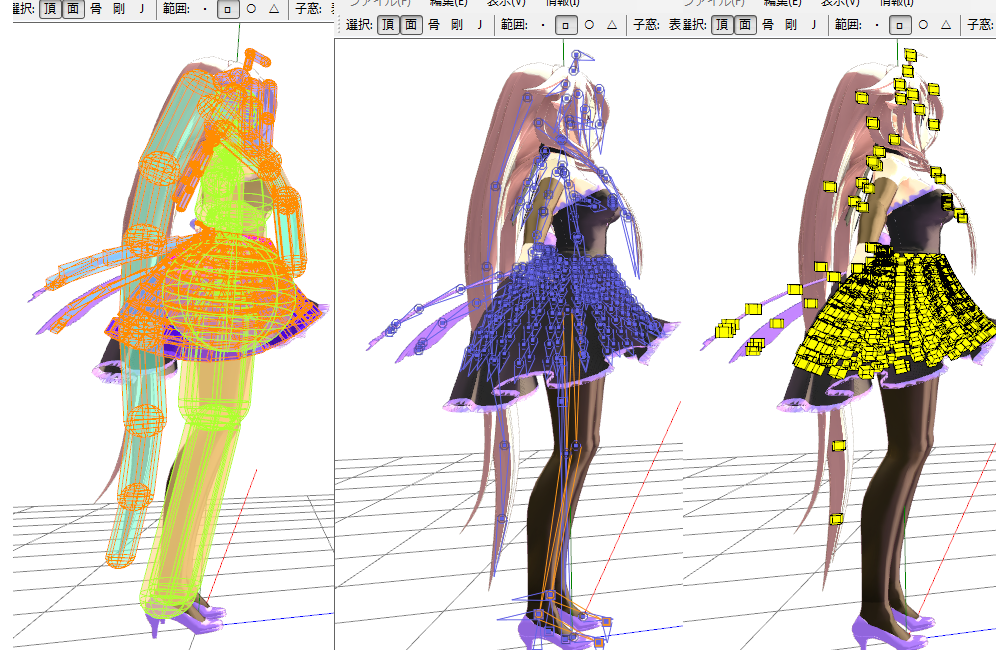 ファイル(F) 編集(E) 表示(V) 情報(I) ファイル(F) 編集(E) 表示(V) 情報(I)
選択: 頂 面 骨 剛 J 範囲: · □ ○ △ 子窓:
選択: 頂 面 骨 剛 J 範囲: · □ ○ △ 子窓: 表
選択: 頂 面 骨 剛 J 範囲: · □ ○ △ 子窓: